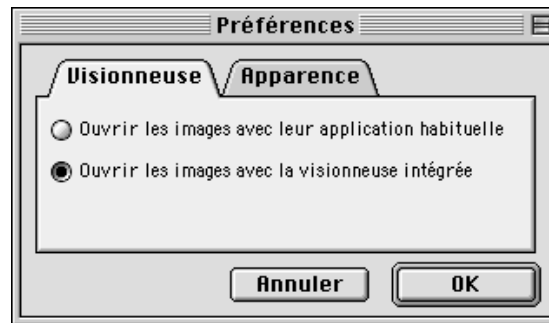 Préférences
Visionneuse
Apparence
Ouvrir les images avec leur application habituelle
Ouvrir les images avec la visionneuse intégrée
Annuler
OK